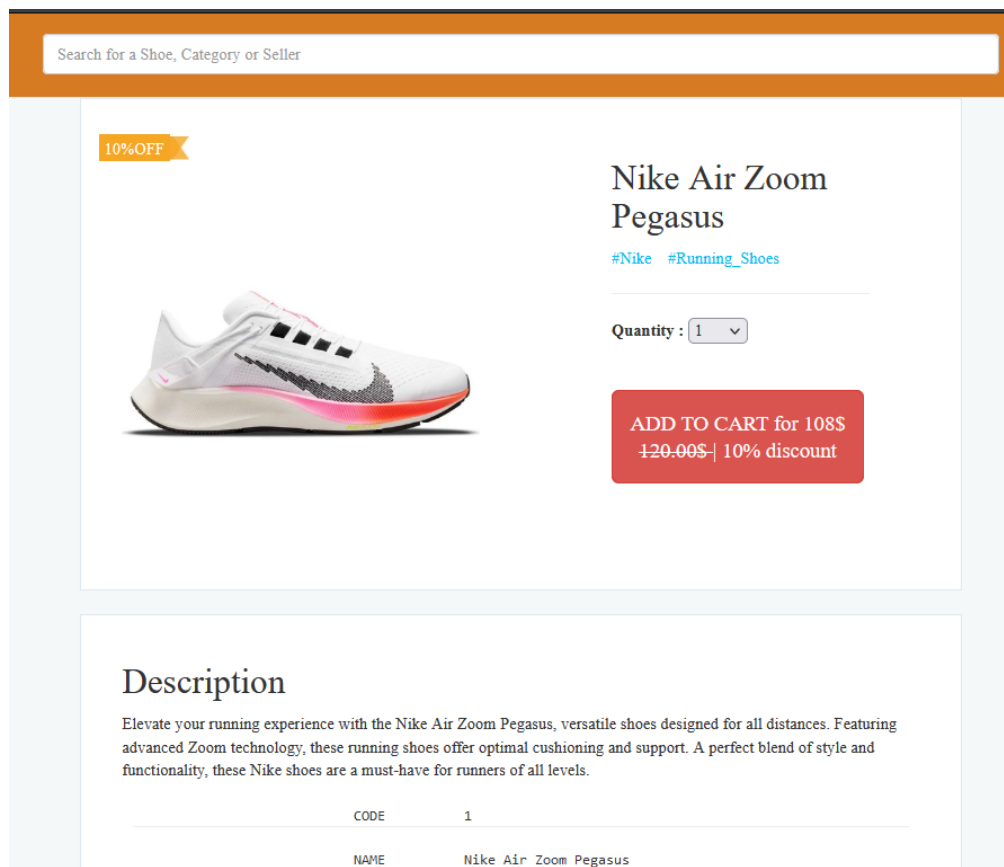 Search for a Shoe, Category or Seller
10%OFF
Nike Air Zoom
Pegasus
#Nike #Running_Shoes
Quantity : 1
ADD TO CART for 108$
120.00$ | 10% discount
Description
Elevate your running experience with the Nike Air Zoom Pegasus, versatile shoes designed for all distances. Featuring
advanced Zoom technology, these running shoes offer optimal cushioning and support. A perfect blend of style and
functionality, these Nike shoes are a must-have for runners of all levels.
CODE 1
NAME Nike Air Zoom Pegasus